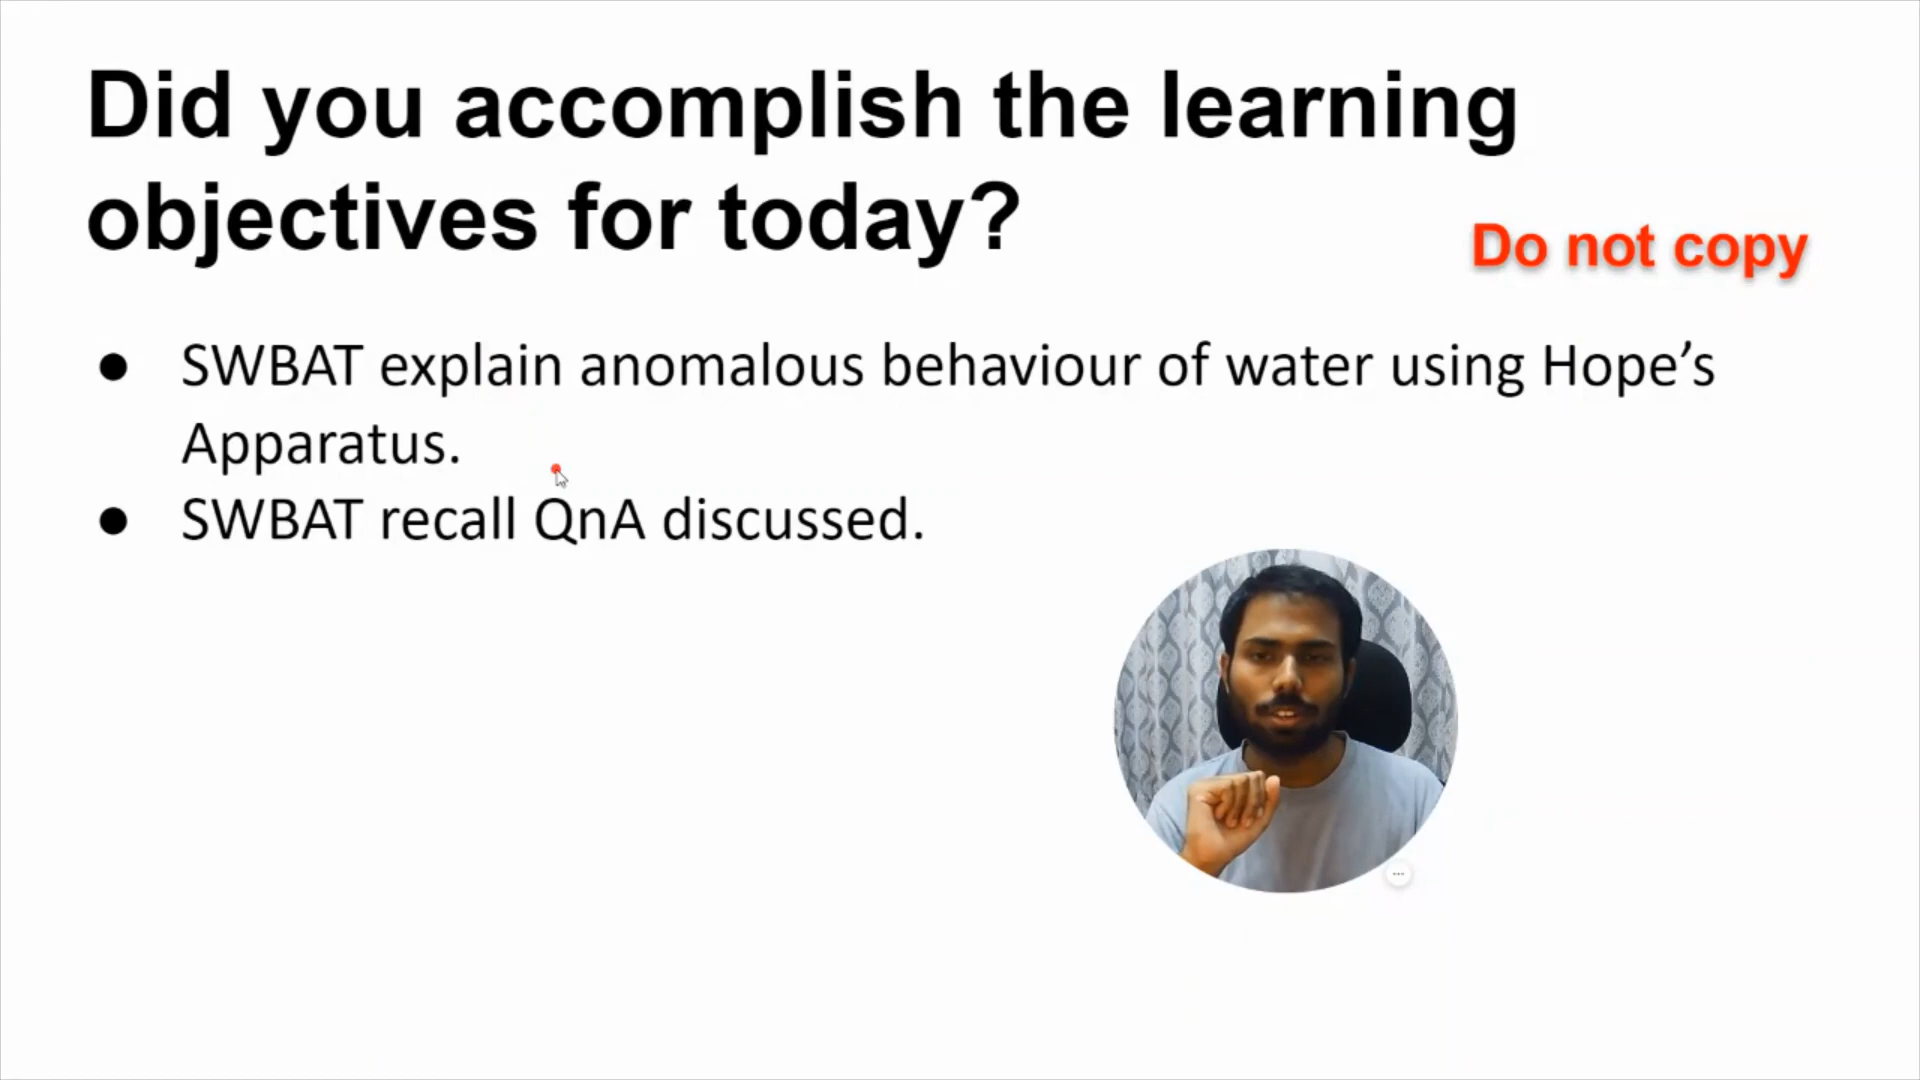 Did you accomplish the learning
objectives for today?
Do not copy
● SWBAT explain anomalous behaviour of water using Hope’s
Apparatus.
● SWBAT recall QnA discussed.